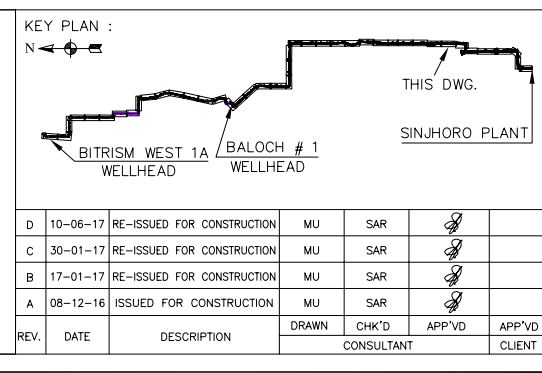 KEY PLAN :
N
THIS DWG.
SINJHORO PLANT
BITRISM WEST 1A
WELLHEAD
BALOCH # 1
WELLHEAD
D 10-06-17 RE-ISSUED FOR CONSTRUCTION MU SAR
C 30-01-17 RE-ISSUED FOR CONSTRUCTION MU SAR
B 17-01-17 RE-ISSUED FOR CONSTRUCTION MU SAR
A 08-12-16 ISSUED FOR CONSTRUCTION MU SAR
REV. DATE DESCRIPTION DRAWN CHK'D APP'VD APP'VD
CONSULTANT CLIENT